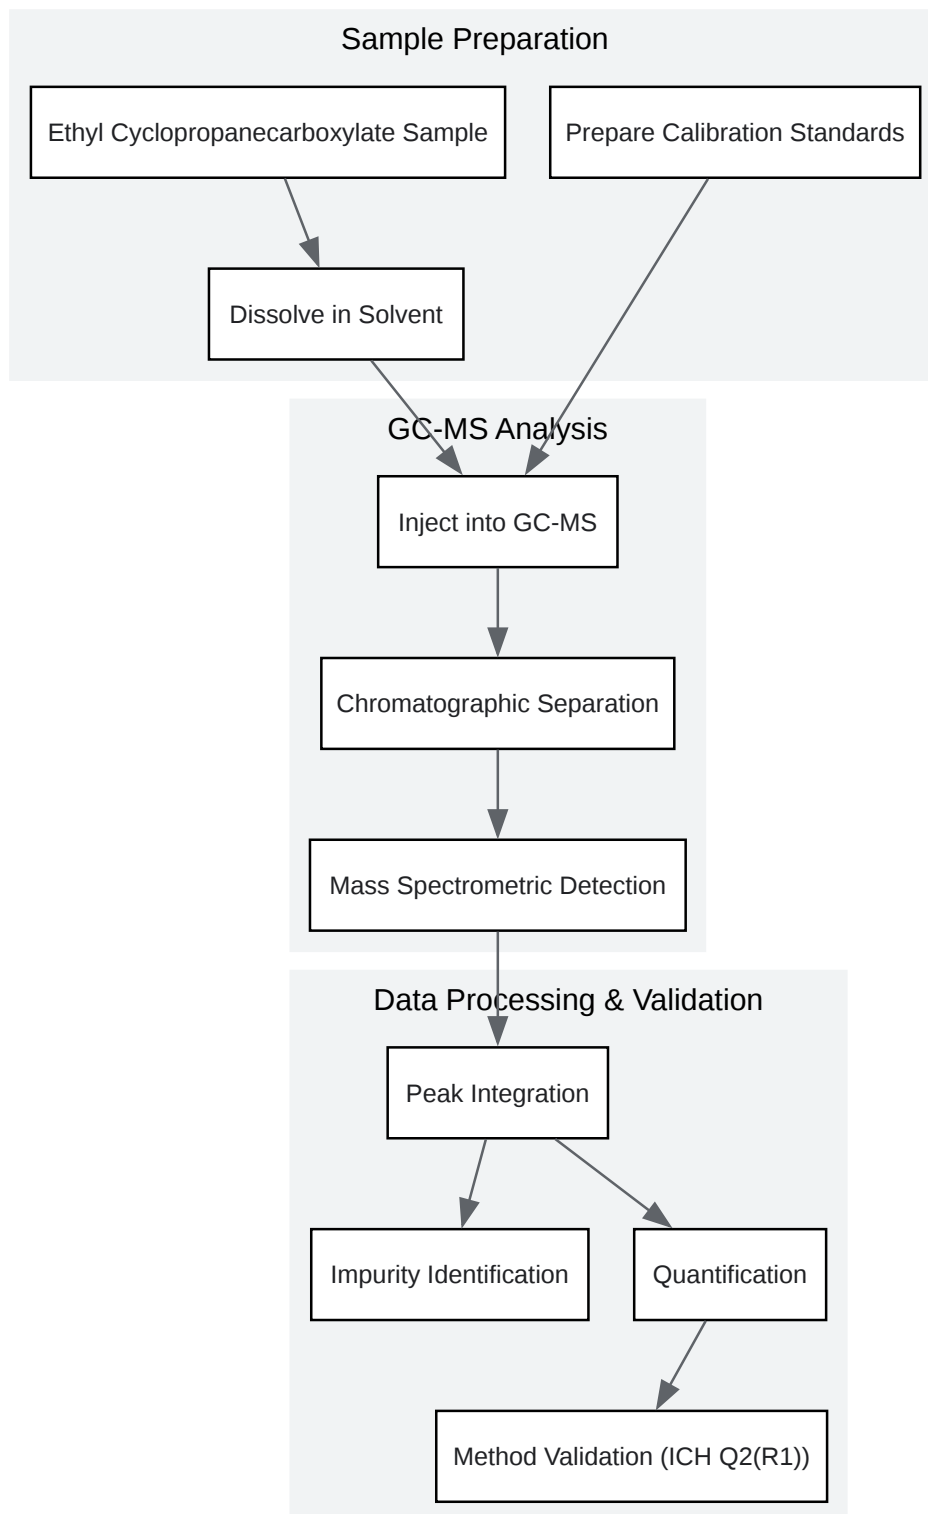 Sample Preparation
Ethyl Cyclopropanecarboxylate Sample
Prepare Calibration Standards
Dissolve in Solvent
GC-MS Analysis
Inject into GC-MS
Chromatographic Separation
Mass Spectrometric Detection
Data Processing & Validation
Peak Integration
Impurity Identification
Quantification
Method Validation (ICH Q2(R1))